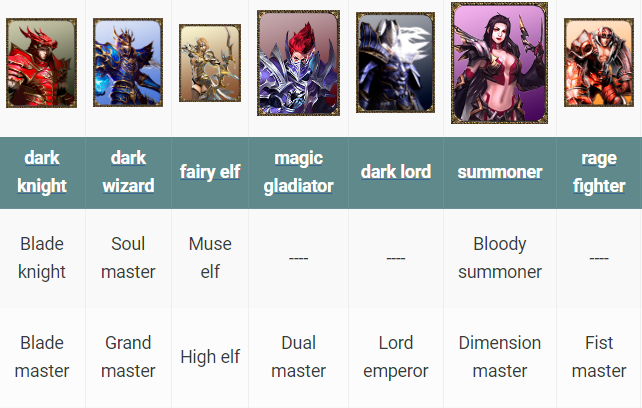 dark knight
dark wizard
fairy elf
magic gladiator
dark lord
summoner
rage fighter
Blade knight
Soul master
Muse elf
----
----
Bloody summoner
----
Blade master
Grand master
High elf
Dual master
Lord emperor
Dimension master
Fist master